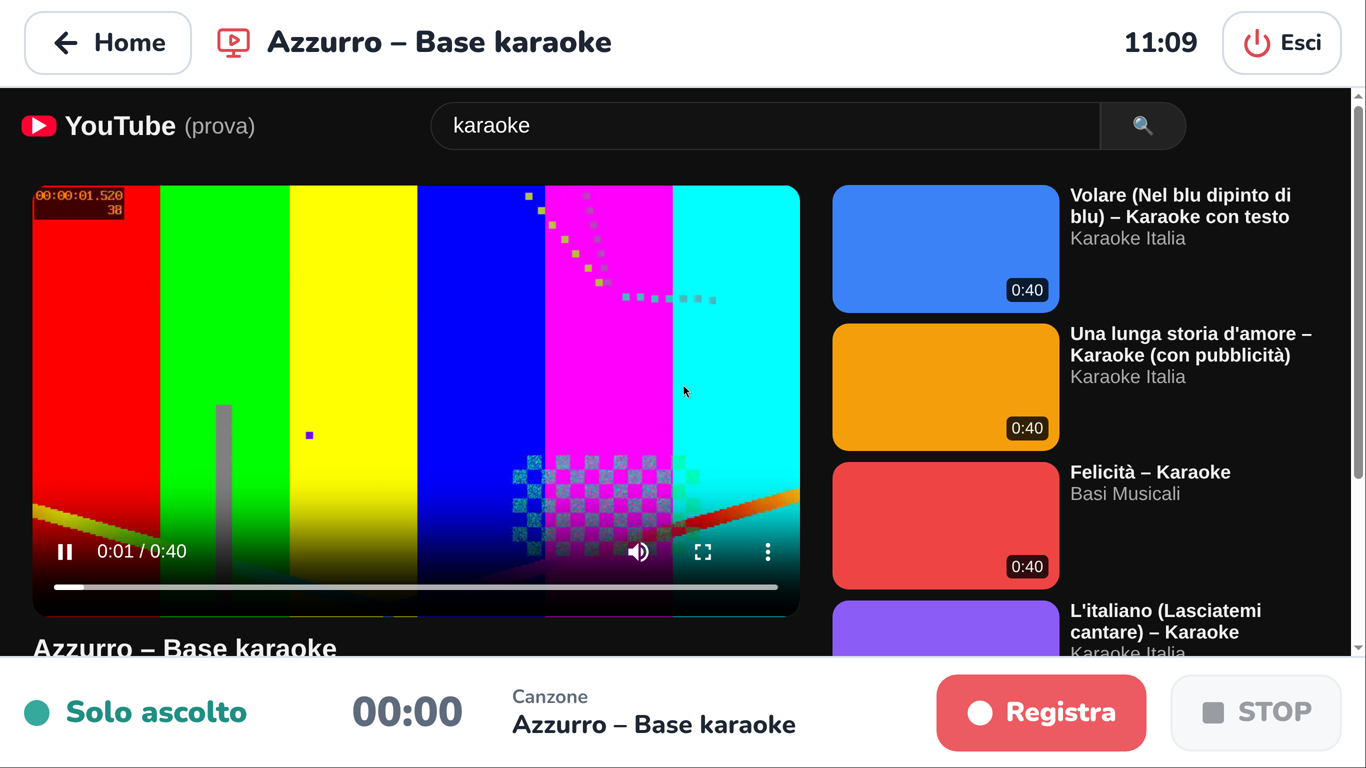 Home
Azzurro – Base karaoke
11:09
Esci
YouTube (prova)
karaoke
00:00:01.520
38
0:01 / 0:40
Azzurro – Base karaoke
0:40
Volare (Nel blu dipinto di
blu) – Karaoke con testo
Karaoke Italia
0:40
Una lunga storia d'amore –
Karaoke (con pubblicità)
Karaoke Italia
0:40
Felicità – Karaoke
Basi Musicali
L'italiano (Lasciatemi
cantare) – Karaoke
Karaoke Italia
Solo ascolto
00:00
Canzone
Azzurro – Base karaoke
Registra
STOP